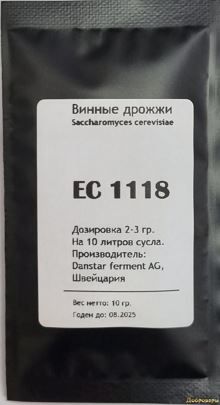 Винные дрожжи
Saccharomyces cerevisiae
EC 1118
Дозировка 2-3 гр.
На 10 литров сусла.
Производитель:
Danstar ferment AG,
Швейцария
Вес нетто: 10 гр.
Годен до: 08.2025
Добровары